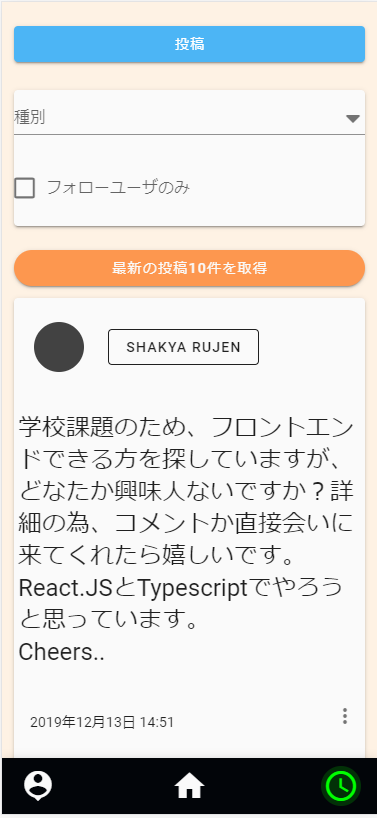 投稿
種別
フォローユーザのみ
最新の投稿10件を取得
SHAKYA RUJEN
学校課題のため、フロントエン
ドできる方を探していますが、
どなたか興味人ないですか？詳
細の為、コメントか直接会いに
来てくれたら嬉しいです。
React.JSとTypescriptでやろう
と思っています。
Cheers..
2019年12月13日 14:51